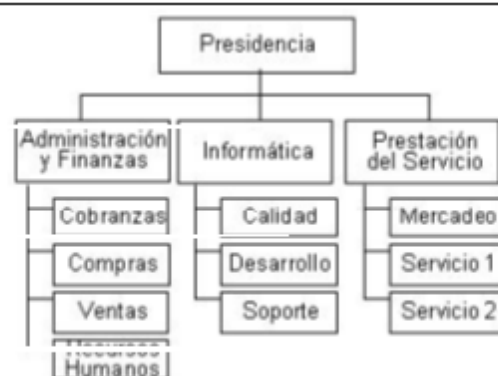 Presidencia
Administración
y Finanzas
Informática
Prestación
del Servicio
Cobranzas
Calidad
Mercadeo
Compras
Desarrollo
Servicio 1
Ventas
Soporte
Servicio 2
Recursos
Humanos